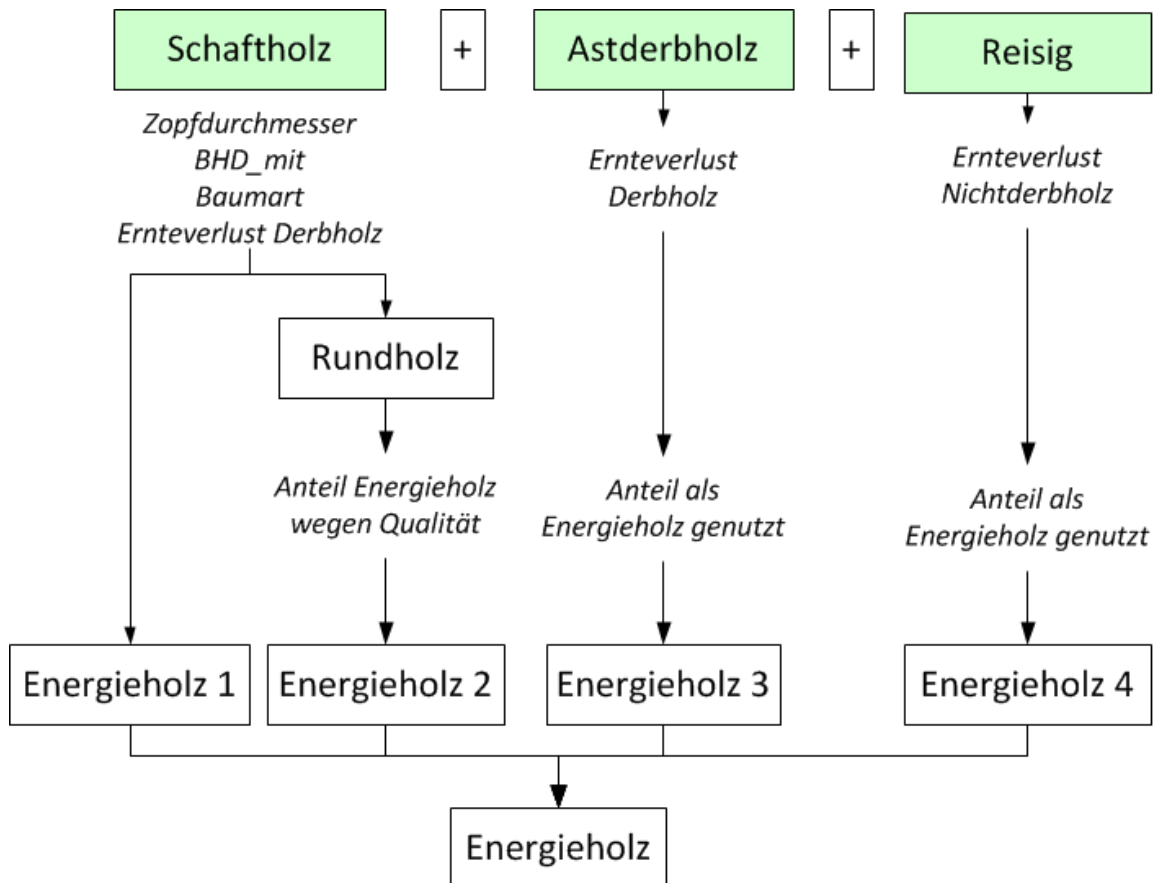 Schaftholz
+
Astderbholz
+
Reisig
Zopfdurchmesser
BHD_mit
Baumart
Ernteverlust Derbholz
Ernteverlust
Derbholz
Ernteverlust
Nichtderbholz
Rundholz
Anteil Energieholz
wegen Qualität
Anteil als
Energieholz genutzt
Anteil als
Energieholz genutzt
Energieholz 1
Energieholz 2
Energieholz 3
Energieholz 4
Energieholz